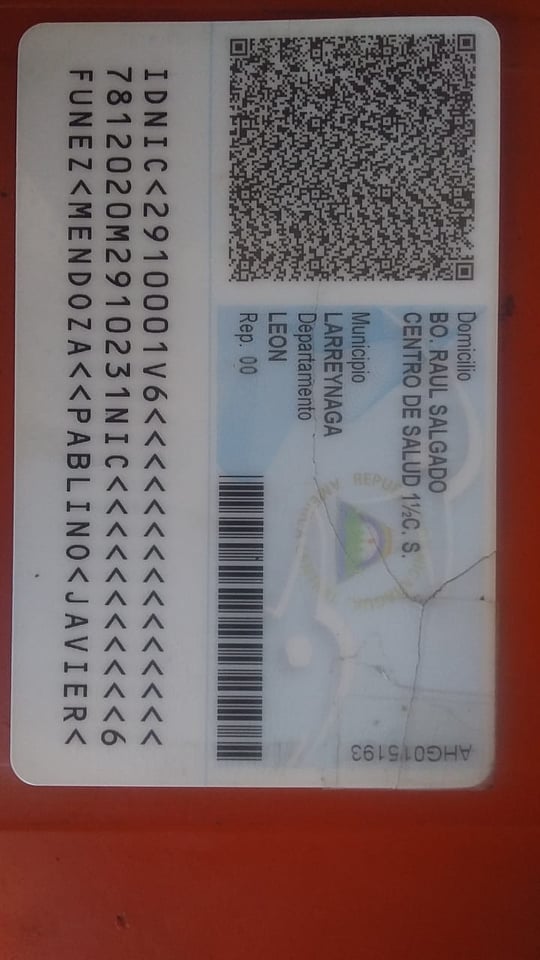 Domicilio
BO. RAUL SALGADO
CENTRO DE SALUD 1½C. S.
Municipio
LARREYNAGA
Departamento
LEON
Rep. 00
AHG015193
IDNIC<2910001V6<<<<<<<<<<<<<<<
7812020M2910231NIC<<<<<<<<<<<6
FUNEZ<MENDOZA<<PABLINO<JAVIER<